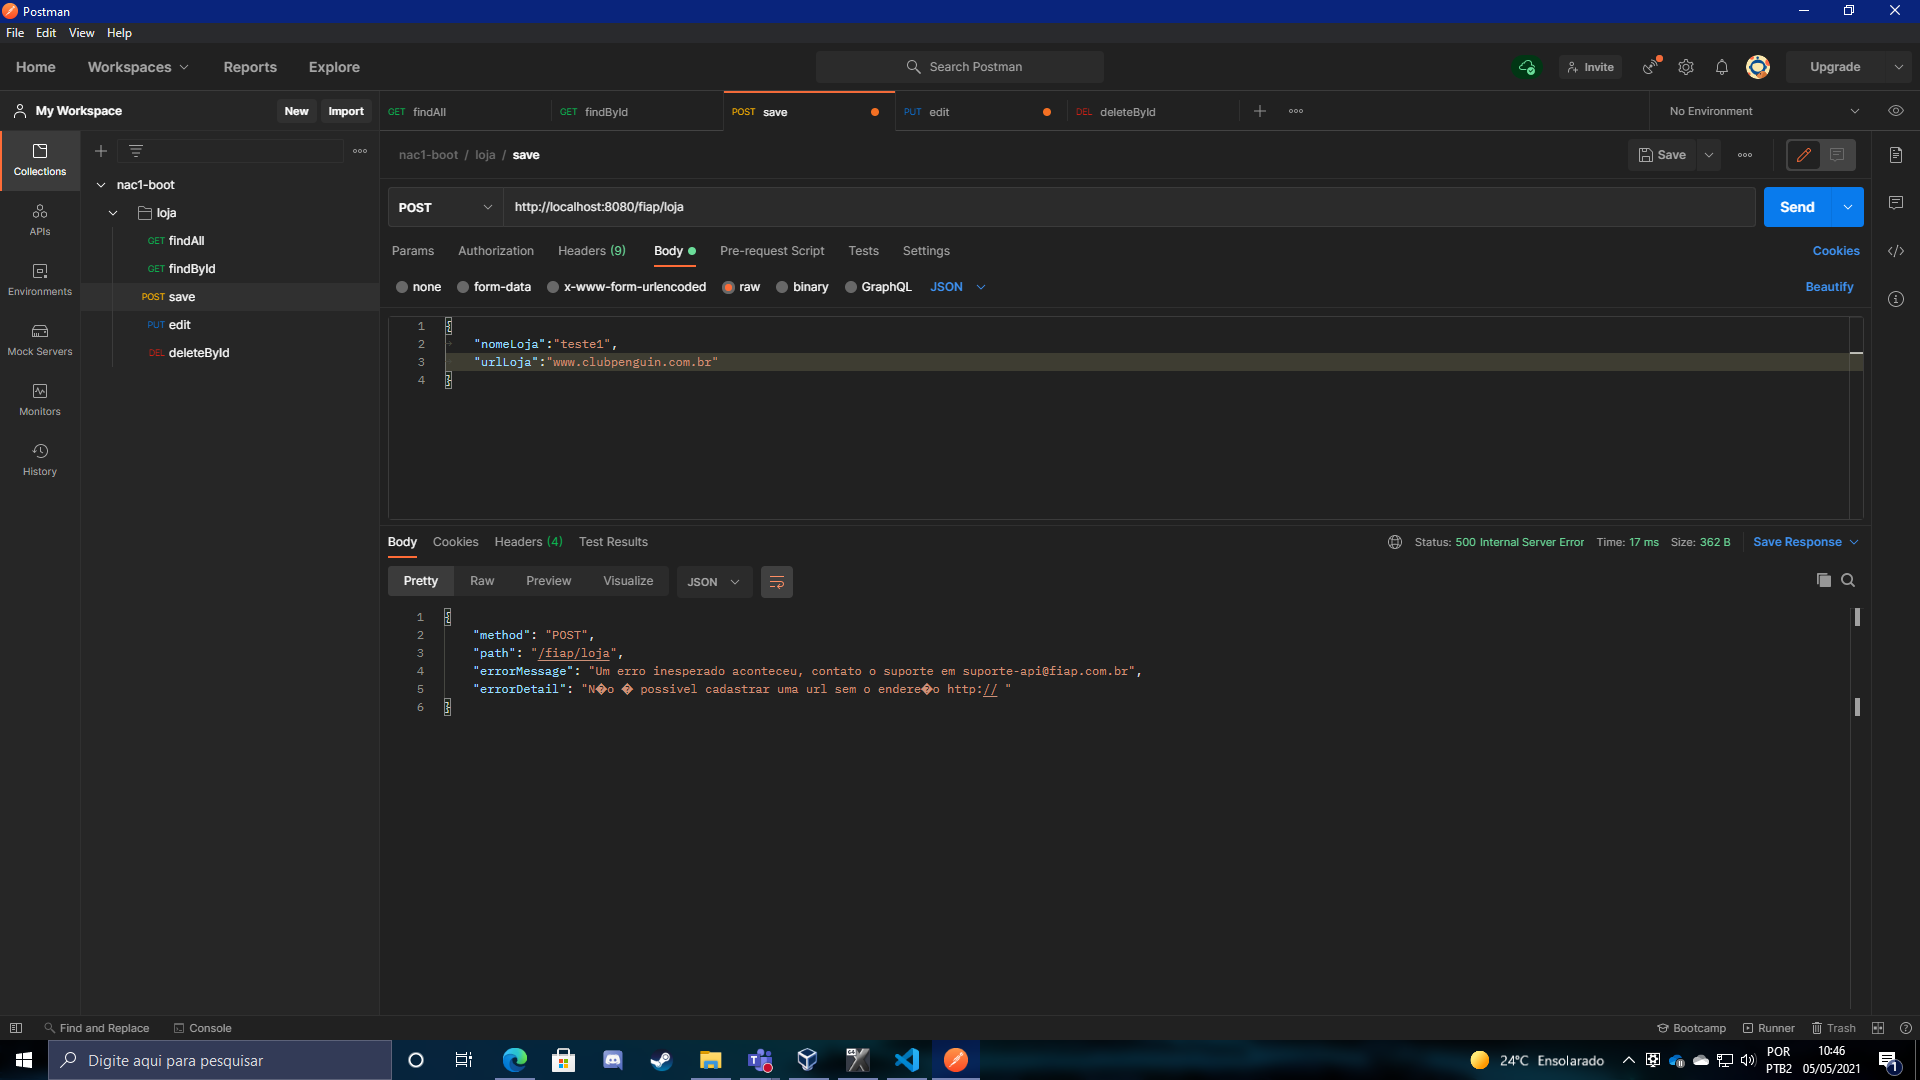 Postman
File Edit View Help
Home Workspaces Reports Explore Search Postman Invite Upgrade
My Workspace New Import GET findAll GET findById POST save PUT edit DEL deleteById No Environment
nac1-boot / loja / save Save
Collections
APIs
Environments
Mock Servers
Monitors
History
nac1-boot
loja
GET findAll
GET findById
POST save
PUT edit
DEL deleteById
POST http://localhost:8080/fiap/loja Send
Params Authorization Headers (9) Body Pre-request Script Tests Settings Cookies
none form-data x-www-form-urlencoded raw binary GraphQL JSON Beautify
1 {
2 "nomeLoja":"teste1",
3 "urlLoja":"www.clubpenguin.com.br"
4 }
Body Cookies Headers (4) Test Results Status: 500 Internal Server Error Time: 17 ms Size: 362 B Save Response
Pretty Raw Preview Visualize JSON
1 {
2 "method": "POST",
3 "path": "/fiap/loja",
4 "errorMessage": "Um erro inesperado aconteceu, contato o suporte em suporte-api@fiap.com.br",
5 "errorDetail": "N�o � possivel cadastrar uma url sem o endere�o http:// "
6 }
Find and Replace Console Bootcamp Runner Trash
Digite aqui para pesquisar 24°C Ensolarado POR 10:46
PTB2 05/05/2021 1